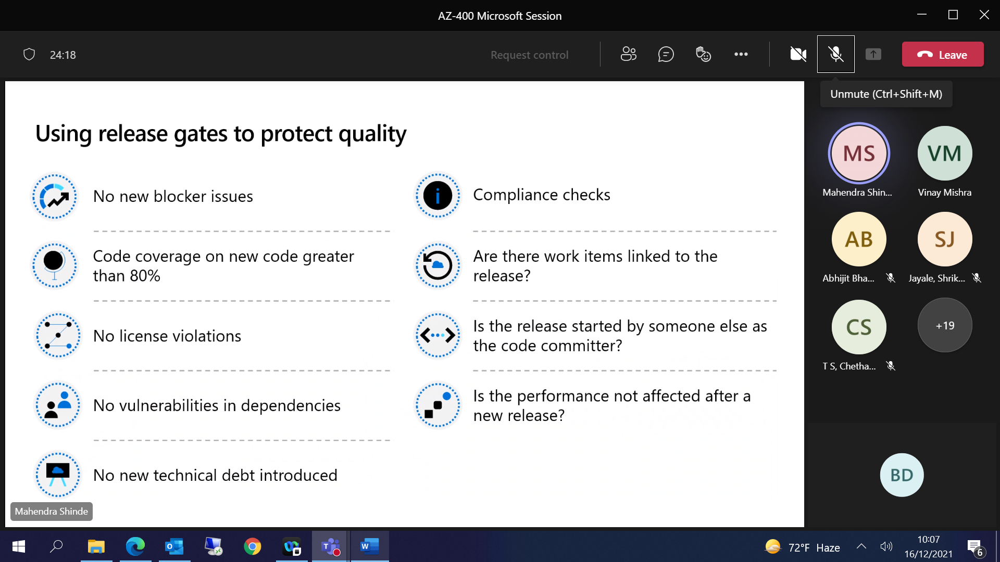 AZ-400 Microsoft Session
24:18
Request control
Leave
Unmute (Ctrl+Shift+M)
Using release gates to protect quality
No new blocker issues
Code coverage on new code greater
than 80%
No license violations
No vulnerabilities in dependencies
No new technical debt introduced
Compliance checks
Are there work items linked to the
release?
Is the release started by someone else as
the code committer?
Is the performance not affected after a
new release?
Mahendra Shinde
MS
Mahendra Shin...
VM
Vinay Mishra
AB
Abhijit Bha...
SJ
Jayale, Shrik...
CS
T S, Chetha...
+19
BD
72°F Haze
10:07
16/12/2021
6